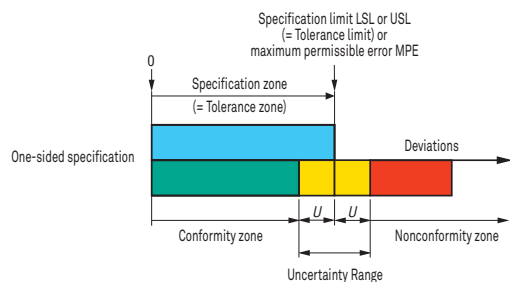 Specification limit LSL or USL
(= Tolerance limit) or
maximum permissible error MPE
0
Specification zone
(= Tolerance zone)
One-sided specification
Deviations
U
U
Conformity zone
Nonconformity zone
Uncertainty Range